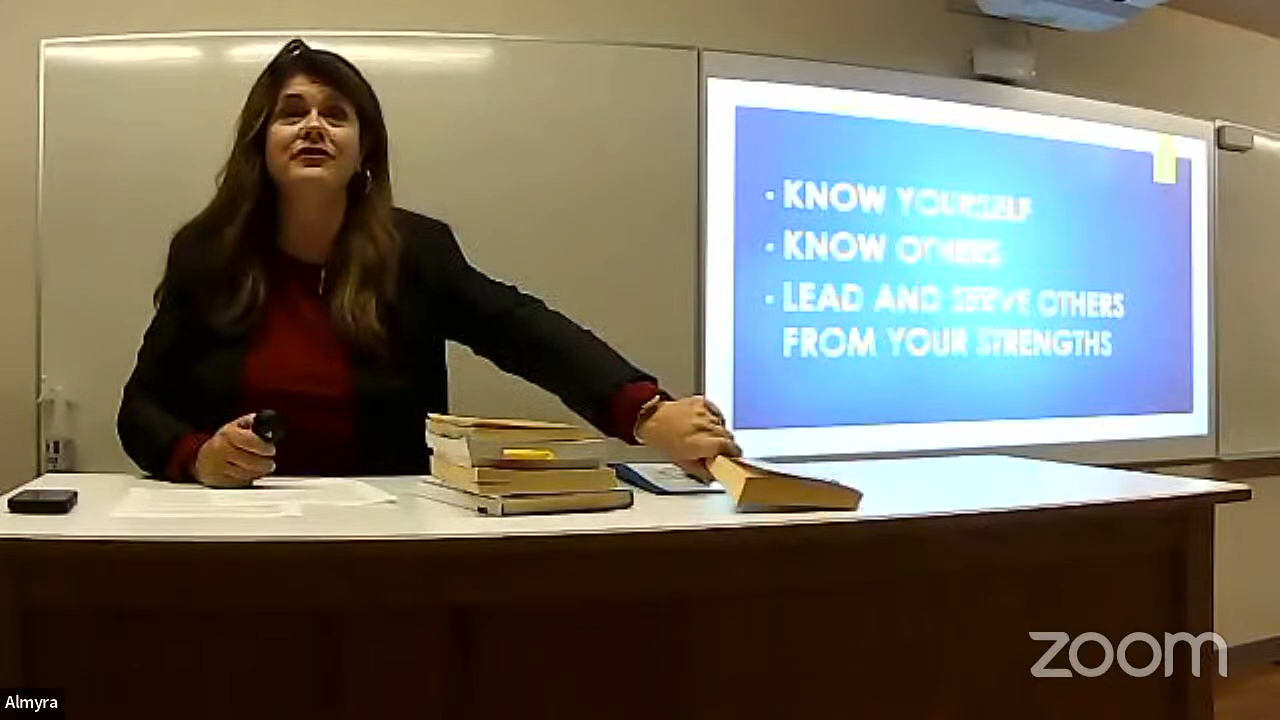 • KNOW YOURSELF
• KNOW OTHERS
• LEAD AND SERVE OTHERS
FROM YOUR STRENGTHS
zoom
Almyra